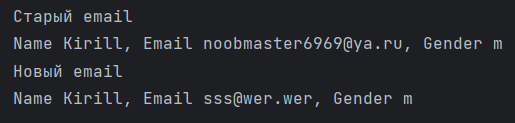 Старый email
Name Kirill, Email noobmaster6969@ya.ru, Gender m
Новый email
Name Kirill, Email sss@wer.wer, Gender m